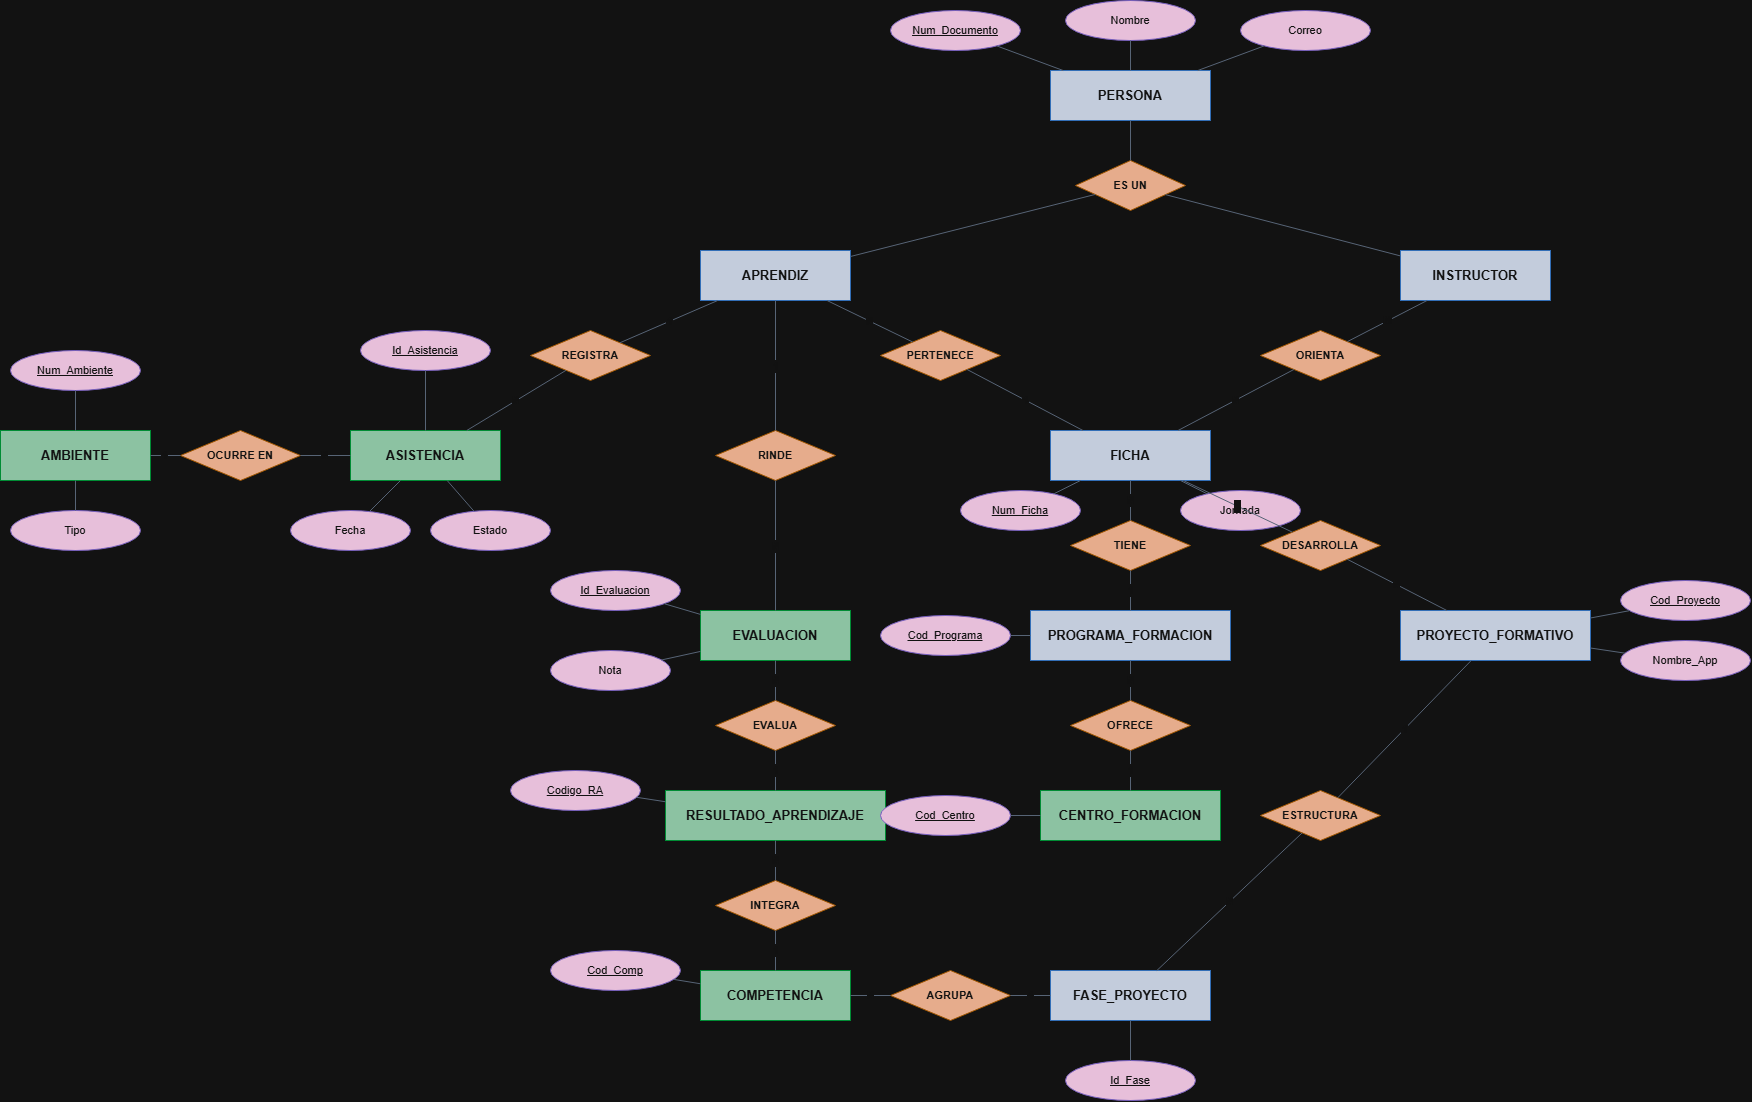 Nombre
Num_Documento
Correo
PERSONA
ES UN
APRENDIZ
INSTRUCTOR
Id_Asistencia
REGISTRA
PERTENECE
ORIENTA
Num_Ambiente
AMBIENTE
OCURRE EN
ASISTENCIA
RINDE
FICHA
Num_Ficha
Jornada
Tipo
Fecha
Estado
TIENE
DESARROLLA
Id_Evaluacion
Cod_Proyecto
EVALUACION
Cod_Programa
PROGRAMA_FORMACION
PROYECTO_FORMATIVO
Nombre_App
Nota
EVALUA
OFRECE
Codigo_RA
RESULTADO_APRENDIZAJE
Cod_Centro
CENTRO_FORMACION
ESTRUCTURA
INTEGRA
Cod_Comp
COMPETENCIA
AGRUPA
FASE_PROYECTO
Id_Fase